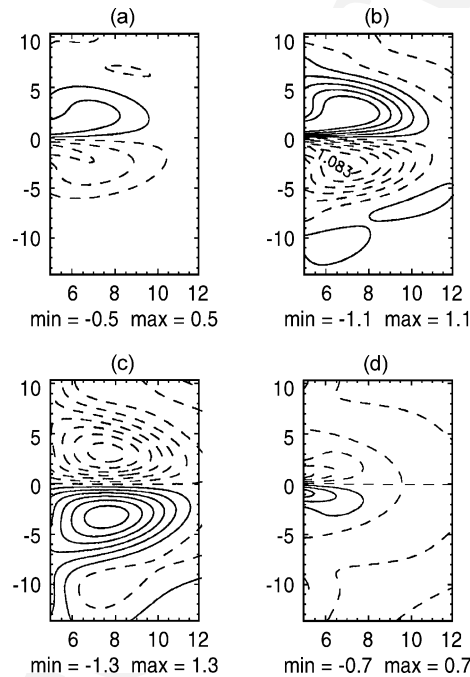 (a) (b)
10 10
5 5
0 0
-5 -5
-10 -10
1.083
6 8 10 12 6 8 10 12
min = -0.5 max = 0.5 min = -1.1 max = 1.1
(c) (d)
10 10
5 5
0 0
-5 -5
-10 -10
6 8 10 12 6 8 10 12
min = -1.3 max = 1.3 min = -0.7 max = 0.7